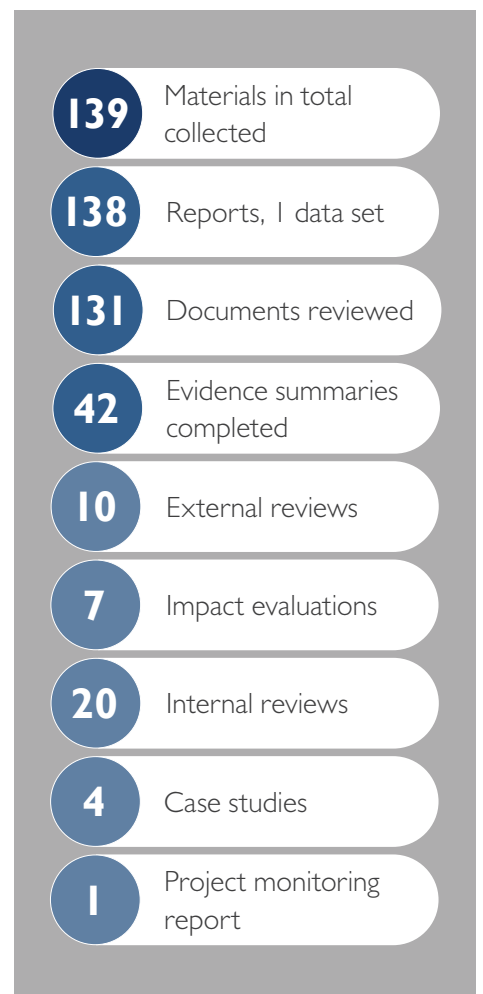 139
Materials in total
collected
138
Reports, 1 data set
131
Documents reviewed
42
Evidence summaries
completed
10
External reviews
7
Impact evaluations
20
Internal reviews
4
Case studies
1
Project monitoring
report